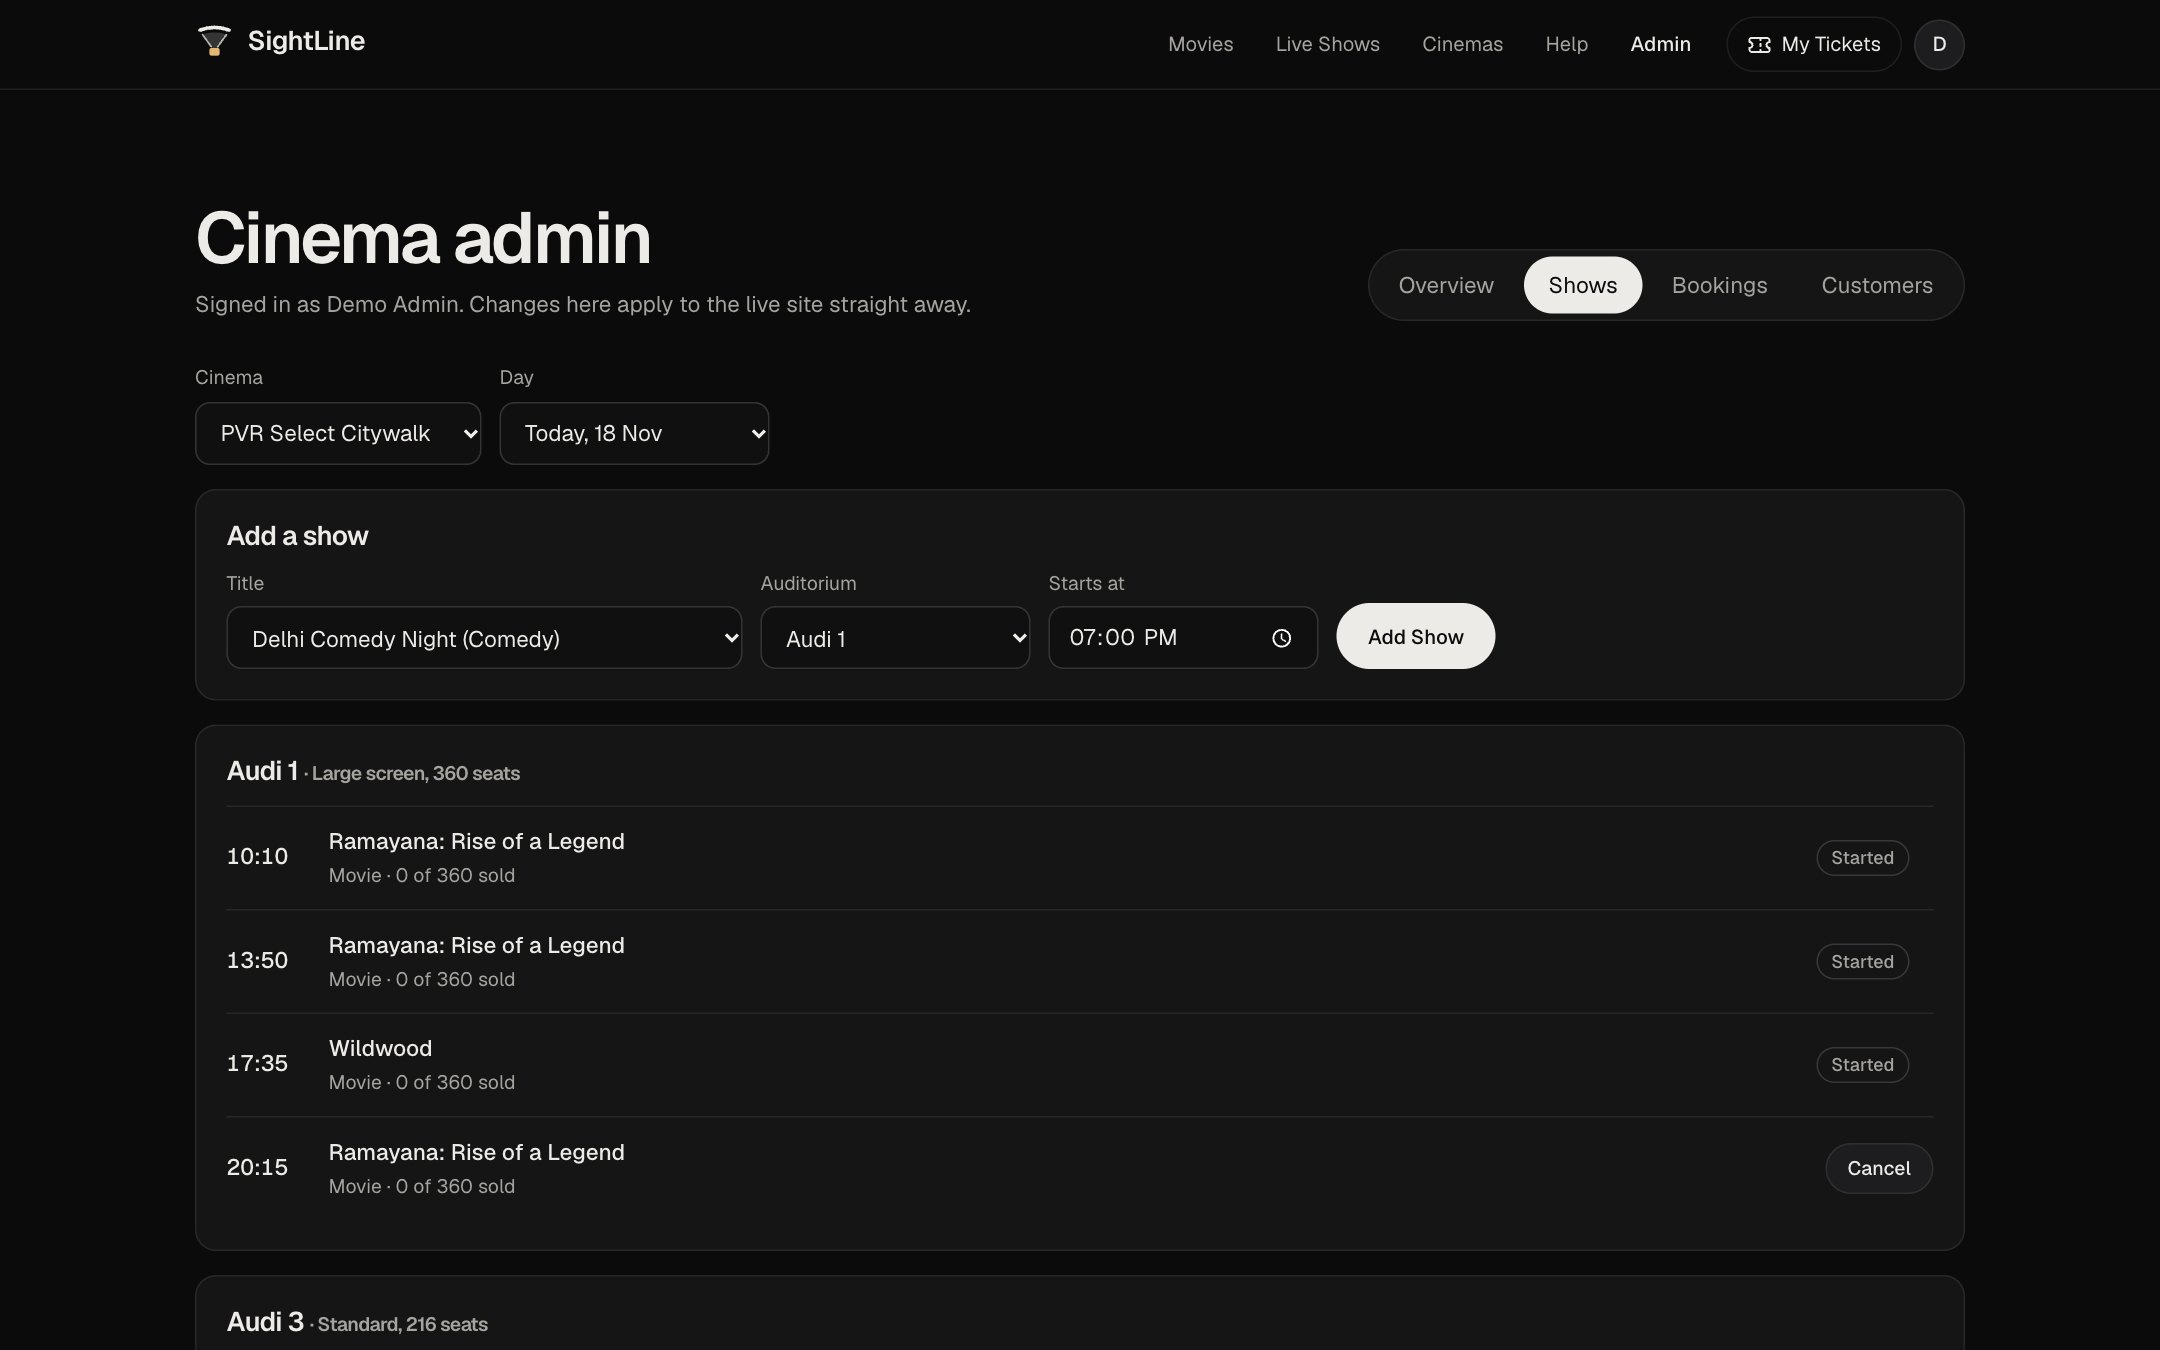 SightLine
Movies
Live Shows
Cinemas
Help
Admin
My Tickets
D
Cinema admin
Signed in as Demo Admin. Changes here apply to the live site straight away.
Overview
Shows
Bookings
Customers
Cinema
Day
PVR Select Citywalk
Today, 18 Nov
Add a show
Title
Auditorium
Starts at
Delhi Comedy Night (Comedy)
Audi 1
07:00 PM
Add Show
Audi 1 · Large screen, 360 seats
10:10
Ramayana: Rise of a Legend
Movie · 0 of 360 sold
Started
13:50
Ramayana: Rise of a Legend
Movie · 0 of 360 sold
Started
17:35
Wildwood
Movie · 0 of 360 sold
Started
20:15
Ramayana: Rise of a Legend
Movie · 0 of 360 sold
Cancel
Audi 3 · Standard, 216 seats